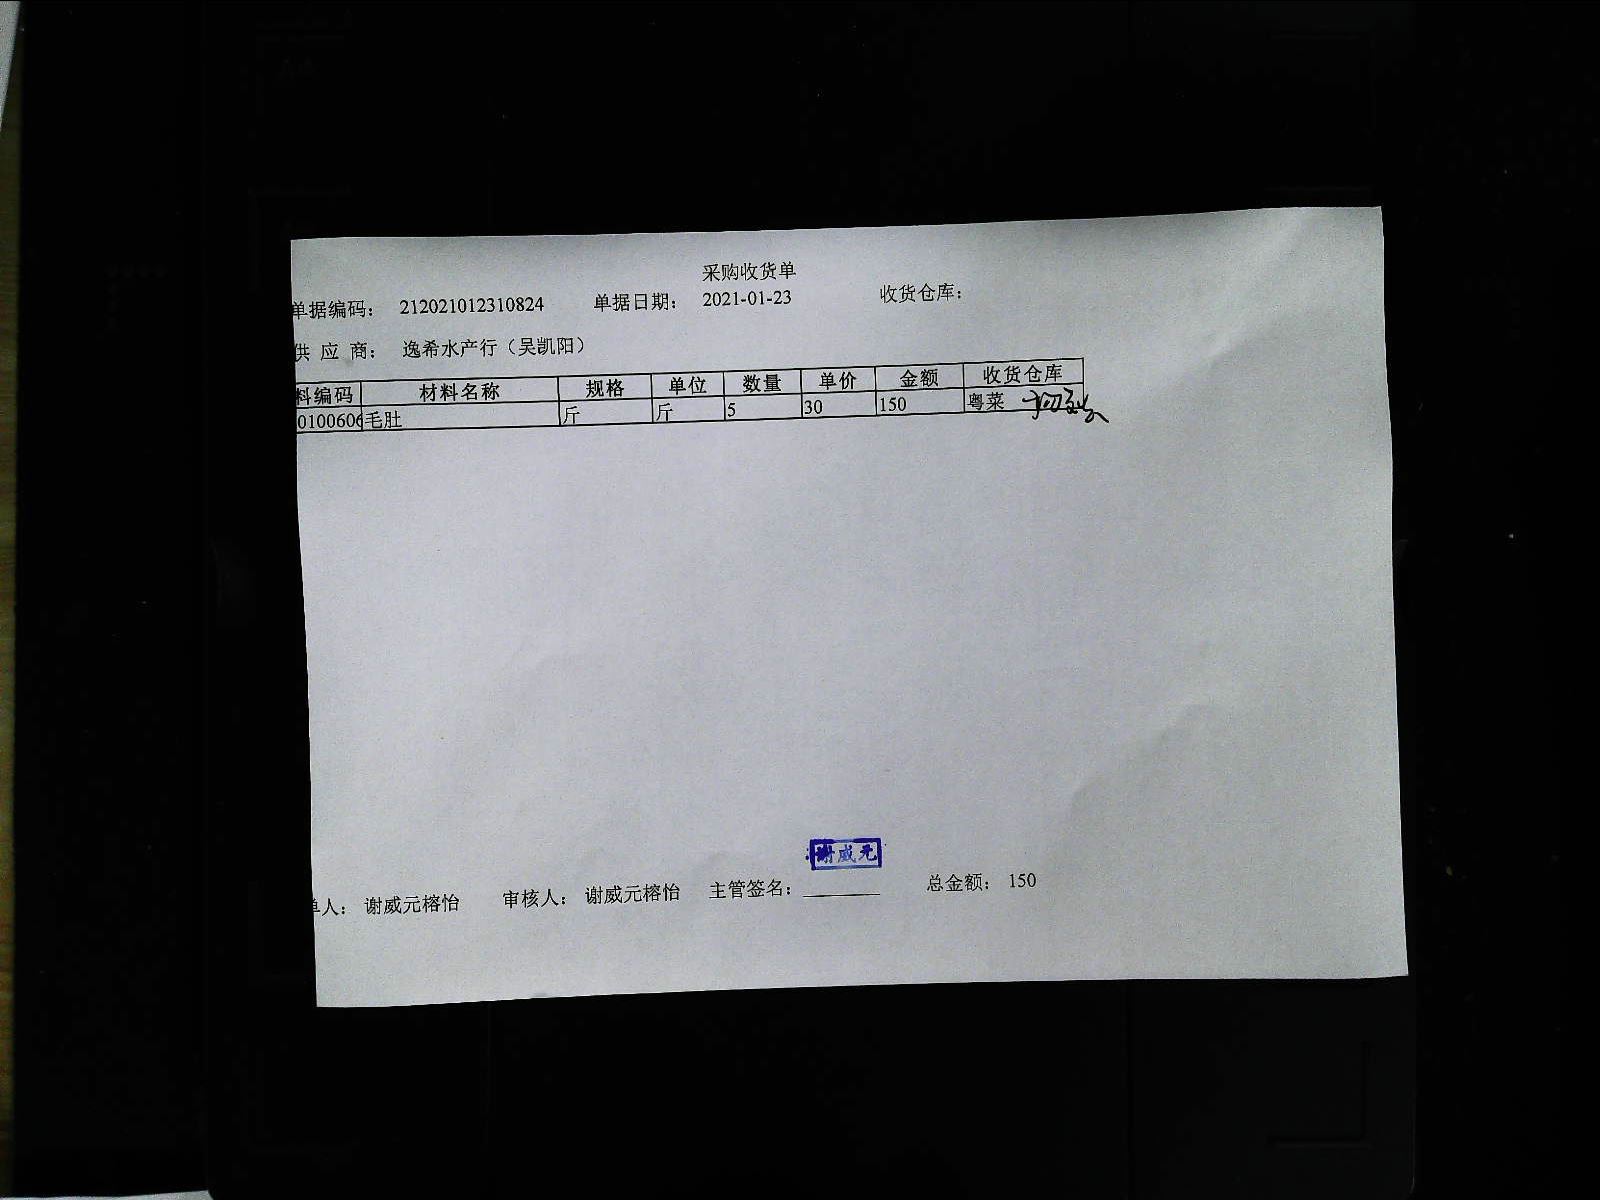 采购收货单
单据编码： 212021012310824 单据日期： 2021-01-23 收货仓库：
供 应 商： 逸希水产行（吴凯阳）
料编码 材料名称 规格 单位 数量 单价 金额 收货仓库
0100606 毛肚 斤 斤 5 30 150 粤菜
谢威元
单人： 谢威元榕怡 审核人： 谢威元榕怡 主管签名： 总金额： 150